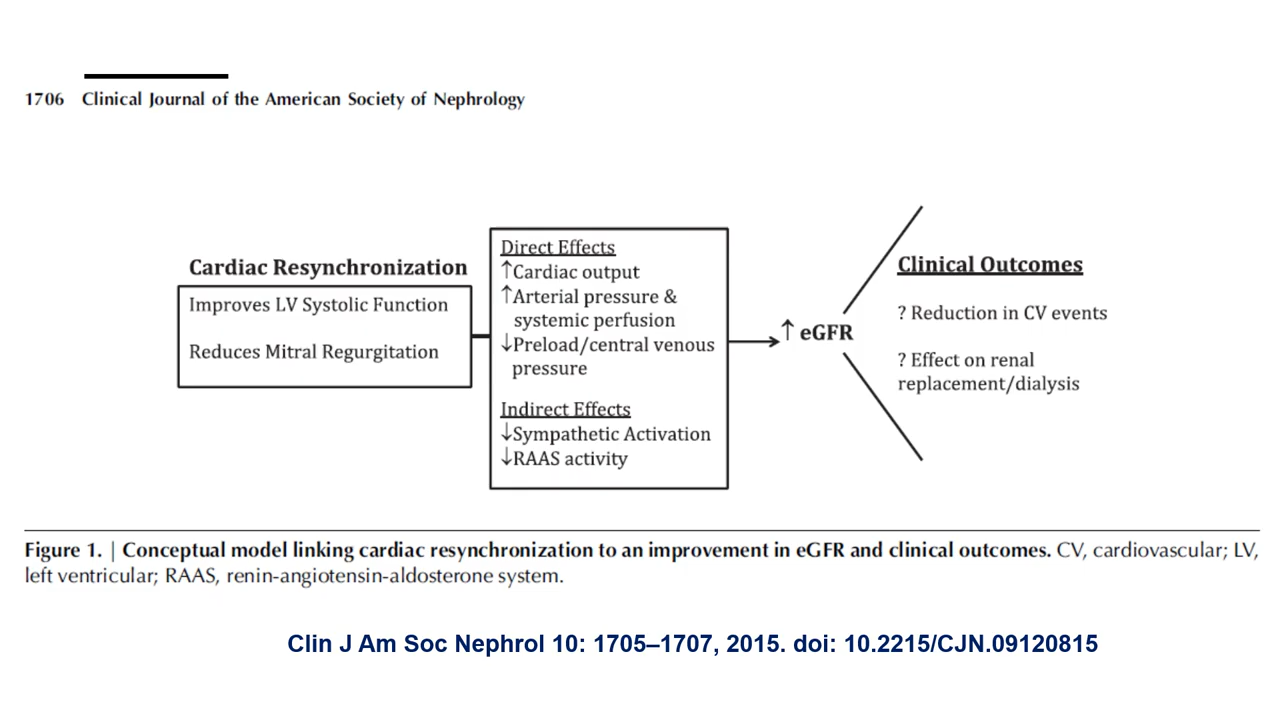 1706 Clinical Journal of the American Society of Nephrology
Cardiac Resynchronization
Improves LV Systolic Function
Reduces Mitral Regurgitation
Direct Effects
↑Cardiac output
↑Arterial pressure &
systemic perfusion
↓Preload/central venous
pressure
Indirect Effects
↓Sympathetic Activation
↓RAAS activity
↑ eGFR
Clinical Outcomes
? Reduction in CV events
? Effect on renal
replacement/dialysis
Figure 1. | Conceptual model linking cardiac resynchronization to an improvement in eGFR and clinical outcomes. CV, cardiovascular; LV,
left ventricular; RAAS, renin-angiotensin-aldosterone system.
Clin J Am Soc Nephrol 10: 1705–1707, 2015. doi: 10.2215/CJN.09120815